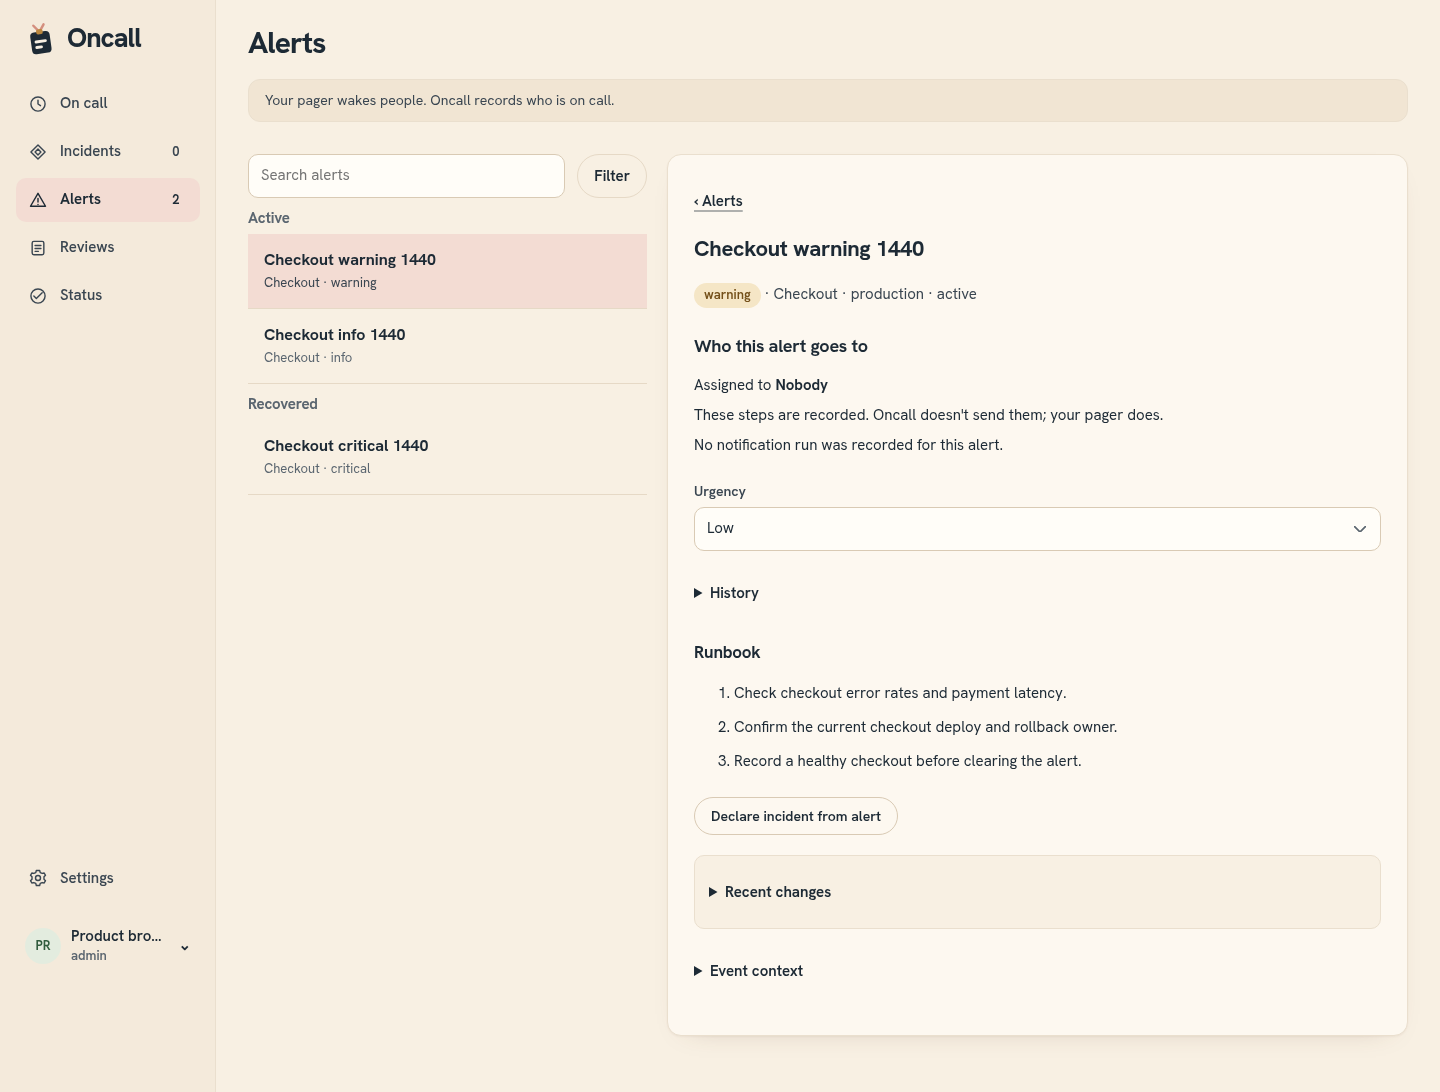 Oncall
On call
Incidents 0
Alerts 2
Reviews
Status
Settings
PR
Product bro...
admin
Alerts
Your pager wakes people. Oncall records who is on call.
Search alerts
Filter
Active
Checkout warning 1440
Checkout · warning
Checkout info 1440
Checkout · info
Recovered
Checkout critical 1440
Checkout · critical
‹ Alerts
Checkout warning 1440
warning · Checkout · production · active
Who this alert goes to
Assigned to Nobody
These steps are recorded. Oncall doesn't send them; your pager does.
No notification run was recorded for this alert.
Urgency
Low
History
Runbook
1. Check checkout error rates and payment latency.
2. Confirm the current checkout deploy and rollback owner.
3. Record a healthy checkout before clearing the alert.
Declare incident from alert
Recent changes
Event context